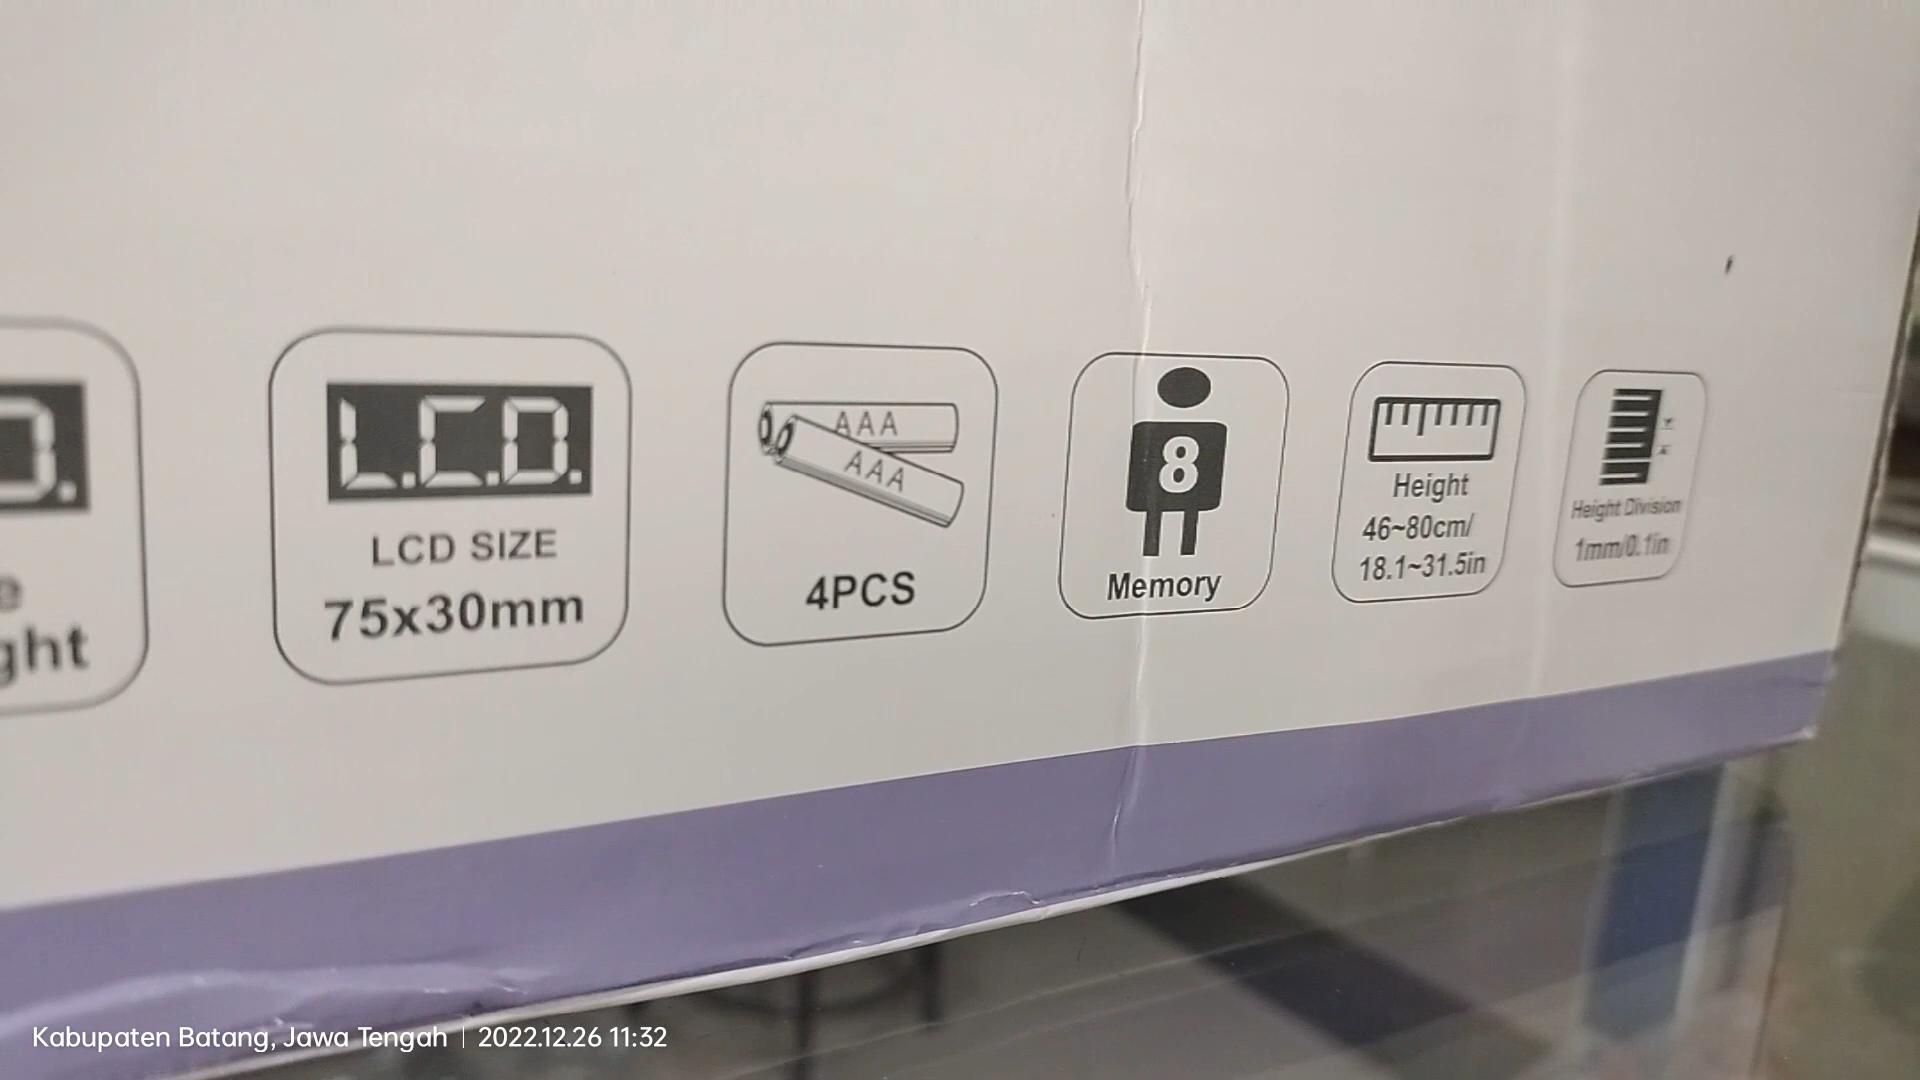 D.
ght
L.C.D.
LCD SIZE
75x30mm
AAA
AAA
4PCS
8
Memory
Height
46~80cm/
18.1~31.5in
Height Division
1mm/0.1in
Kabupaten Batang, Jawa Tengah | 2022.12.26 11:32